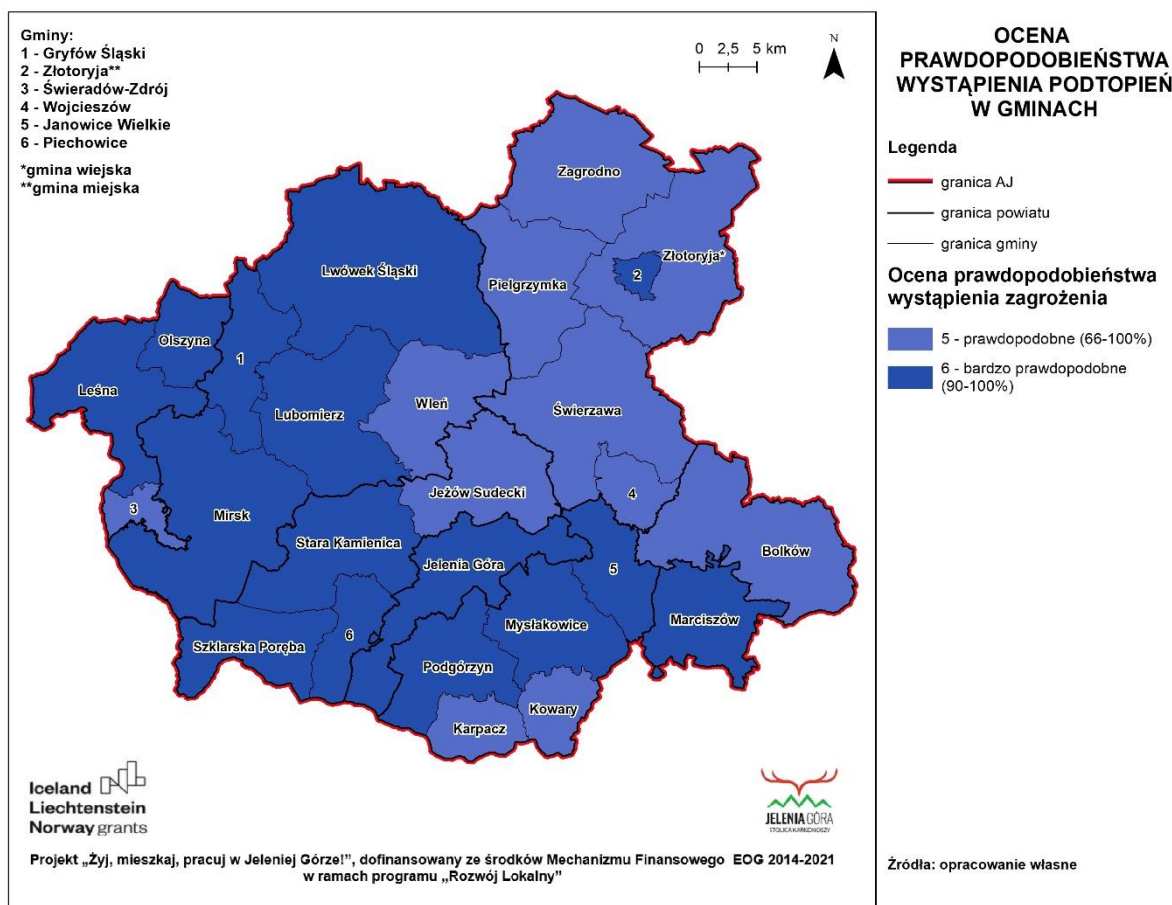 Gminy:
1 - Gryfów Śląski
2 - Złotoryja**
3 - Świeradów-Zdrój
4 - Wojcieszów
5 - Janowice Wielkie
6 - Piechowice
*gmina wiejska
**gmina miejska
0 2,5 5 km
N
Zagrodno
Złotoryja*
2
Lwówek Śląski
Pielgrzymka
Olszyna
1
Leśna
Lubomierz
Wleń
Świerzawa
Jeżów Sudecki
4
3
Mirsk
Stara Kamienica
Jelenia Góra
5
Bolków
Mysłakowice
Marciszów
6
Szklarska Poręba
Podgórzyn
Kowary
Karpacz
Iceland
Liechtenstein
Norway grants
JELENIA GÓRA
STOLICA KARKONOSZY
Projekt „Żyj, mieszkaj, pracuj w Jeleniej Górze!”, dofinansowany ze środków Mechanizmu Finansowego EOG 2014-2021
w ramach programu „Rozwój Lokalny”
OCENA
PRAWDOPODOBIEŃSTWA
WYSTĄPIENIA PODTOPIEŃ
W GMINACH
Legenda
granica AJ
granica powiatu
granica gminy
Ocena prawdopodobieństwa
wystąpienia zagrożenia
5 - prawdopodobne (66-100%)
6 - bardzo prawdopodobne
(90-100%)
Źródła: opracowanie własne